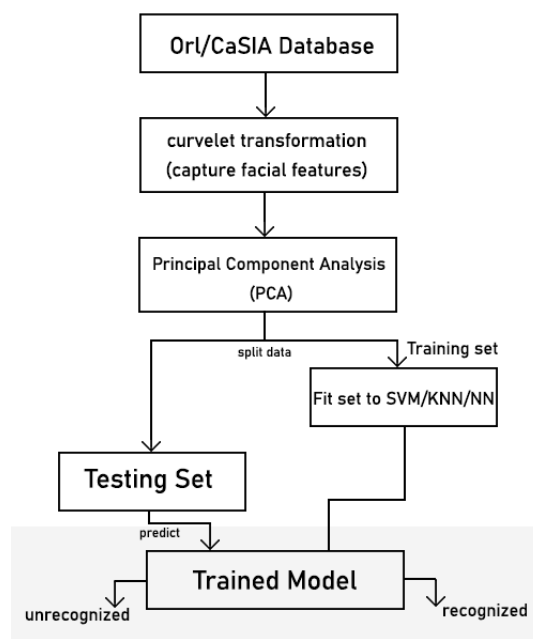 Orl/CaSIA Database
curvelet transformation
(capture facial features)
Principal Component Analysis
(PCA)
split data
Training set
Fit set to SVM/KNN/NN
Testing Set
predict
Trained Model
unrecognized
recognized